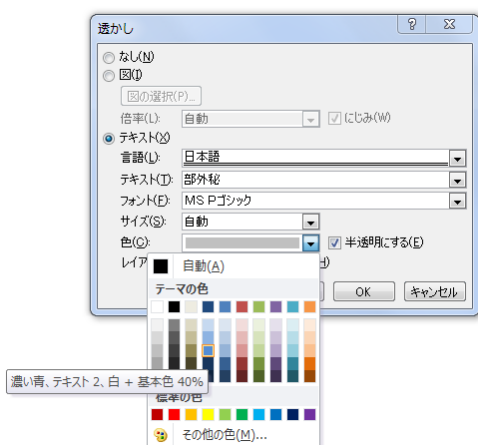 透かし
なし(N)
図(I)
図の選択(P)...
倍率(L): 自動 にじみ(W)
テキスト(X)
言語(L): 日本語
テキスト(T): 部外秘
フォント(F): MS Pゴシック
サイズ(S): 自動
色(C): 半透明にする(E)
レイア
自動(A)
テーマの色
OK キャンセル
濃い青、テキスト 2、白 + 基本色 40%
標準の色
その他の色(M)...